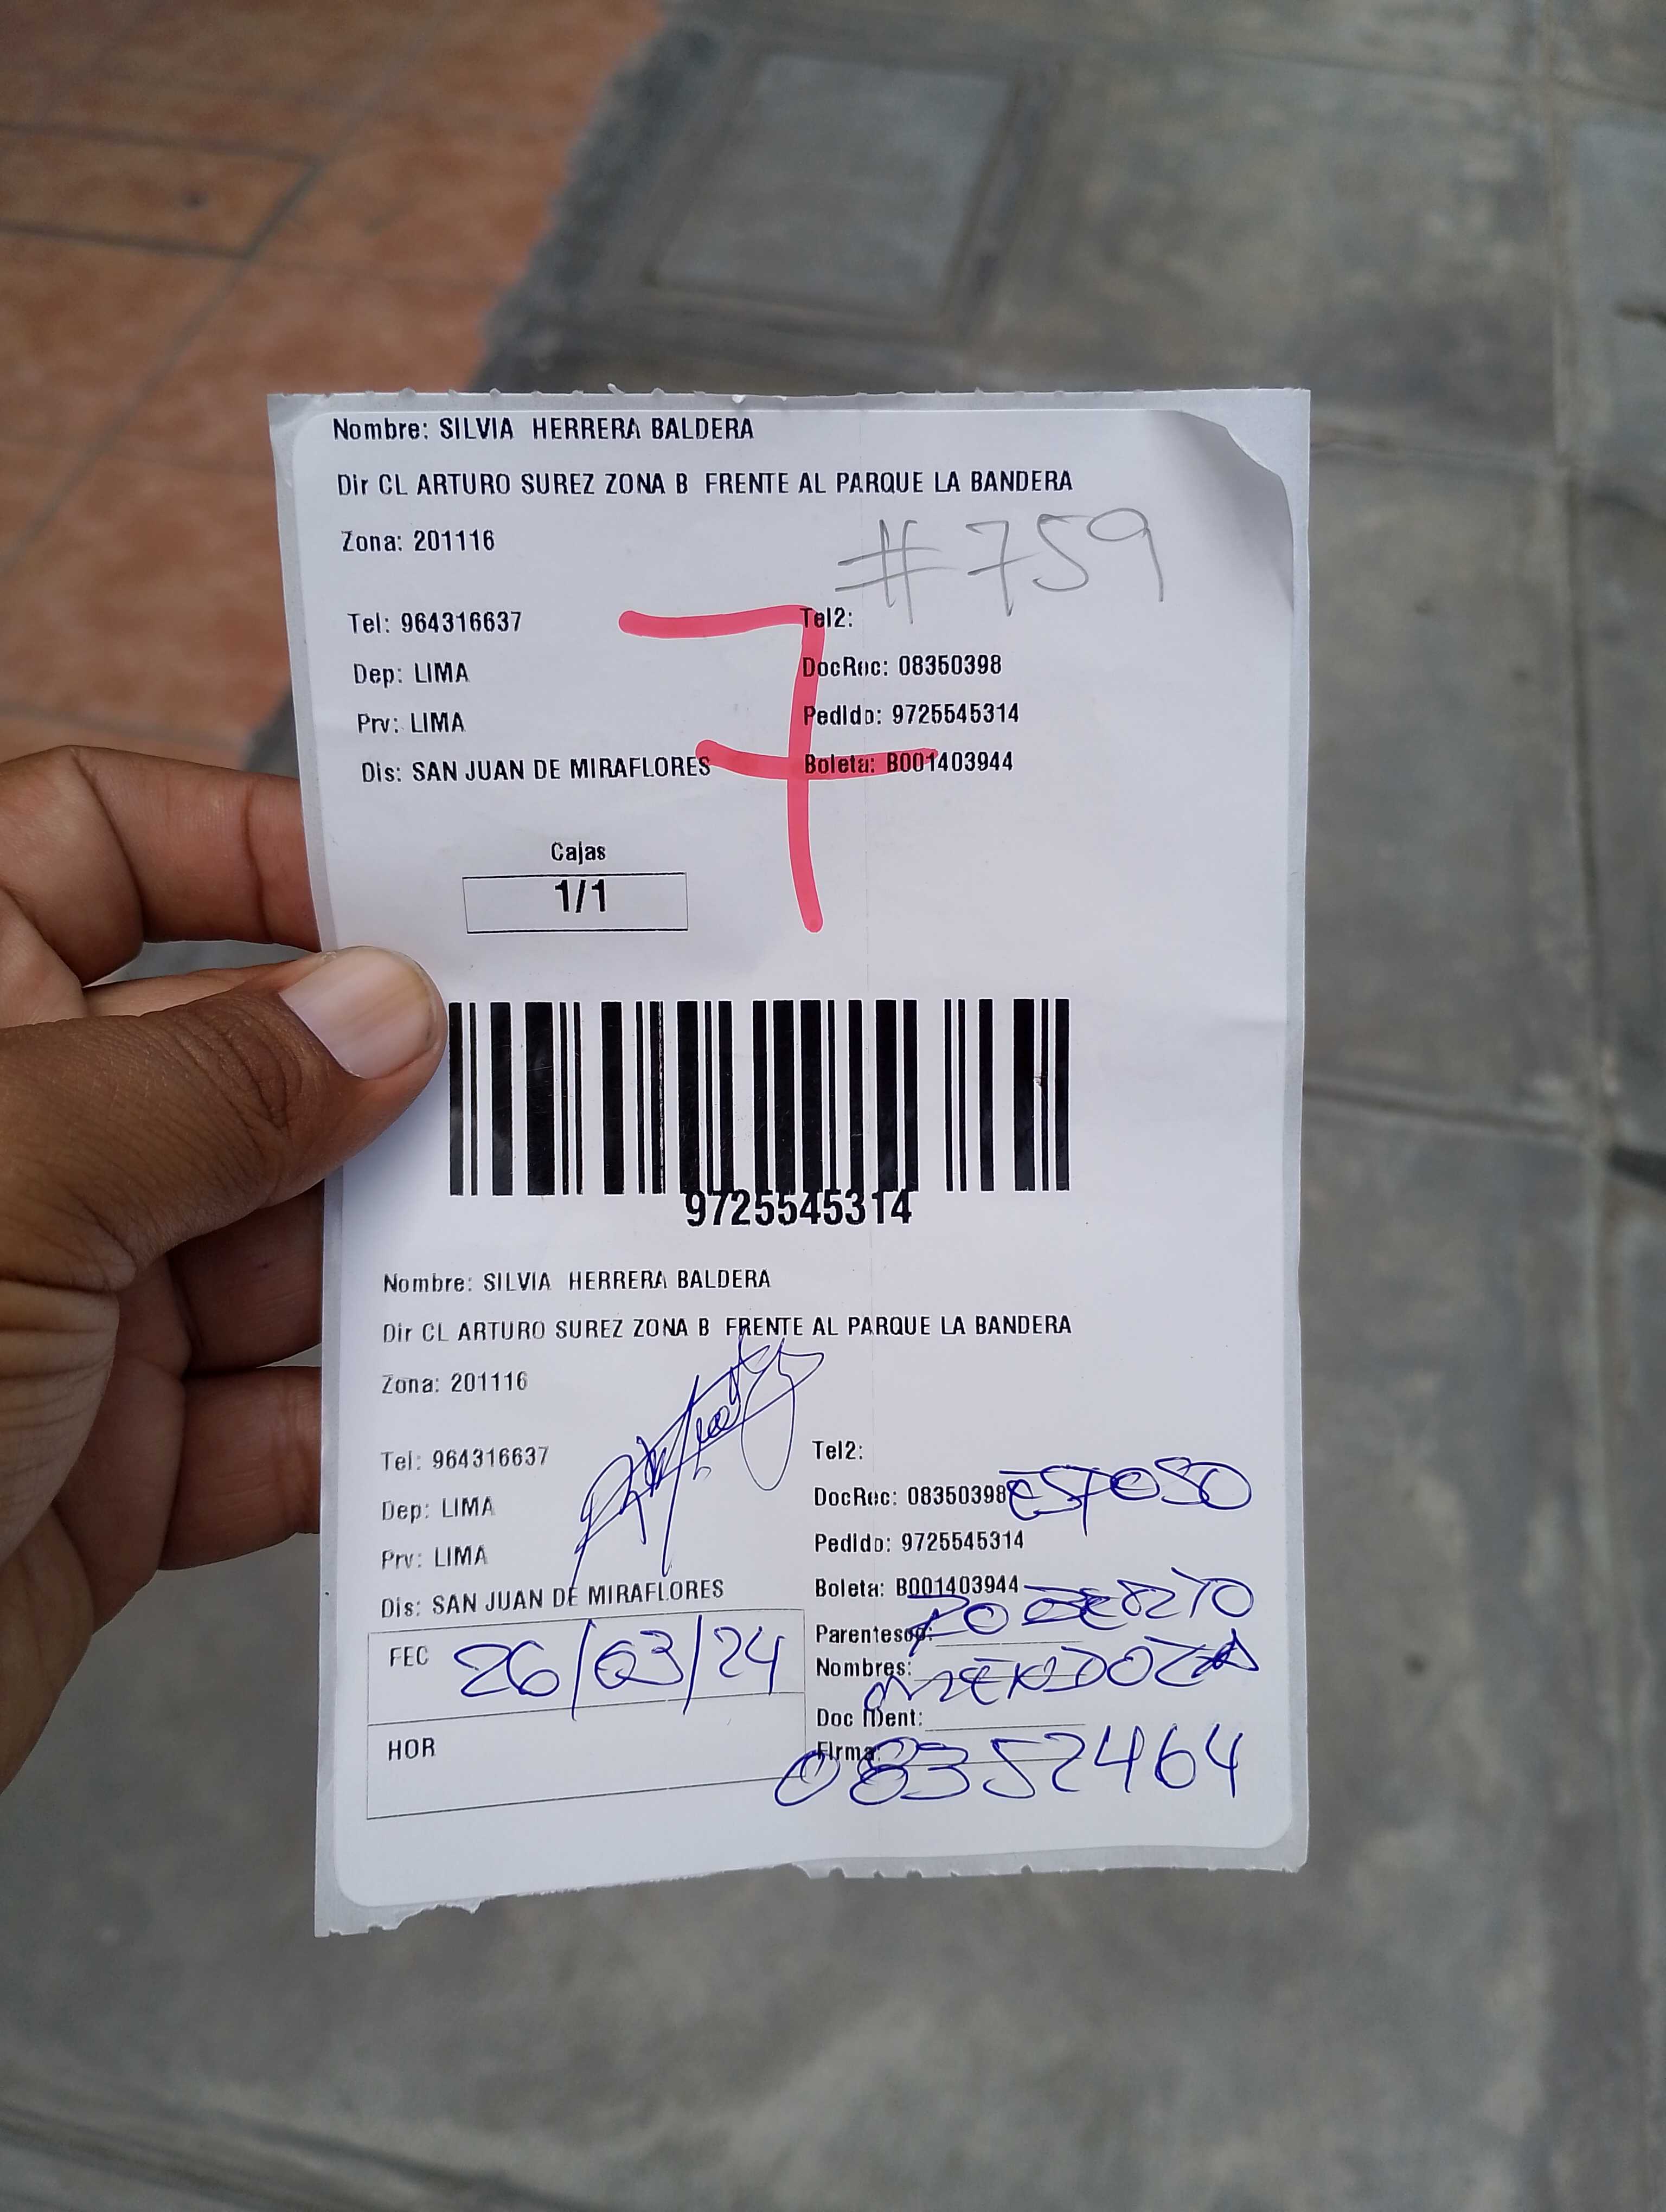 Nombre: SILVIA HERRERA BALDERA
Dir CL ARTURO SUREZ ZONA B FRENTE AL PARQUE LA BANDERA
Zona: 201116
#759
Tel: 964316637 Tel2:
7
Dep: LIMA DocRec: 08350398
Prv: LIMA Pedido: 9725545314
Dis: SAN JUAN DE MIRAFLORES Boleta: B001403944
Cajas
1/1
9725545314
Nombre: SILVIA HERRERA BALDERA
Dir CL ARTURO SUREZ ZONA B FRENTE AL PARQUE LA BANDERA
Zona: 201116
Tel: 964316637 Tel2:
Dep: LIMA DocRec: 08350398 ESPOSO
Prv: LIMA Pedido: 9725545314
Dis: SAN JUAN DE MIRAFLORES Boleta: B001403944
Parentesco:
FEC 26/03/24
Nombres: MENDOZA
Doc Ident:
HOR
Firma:
08352464